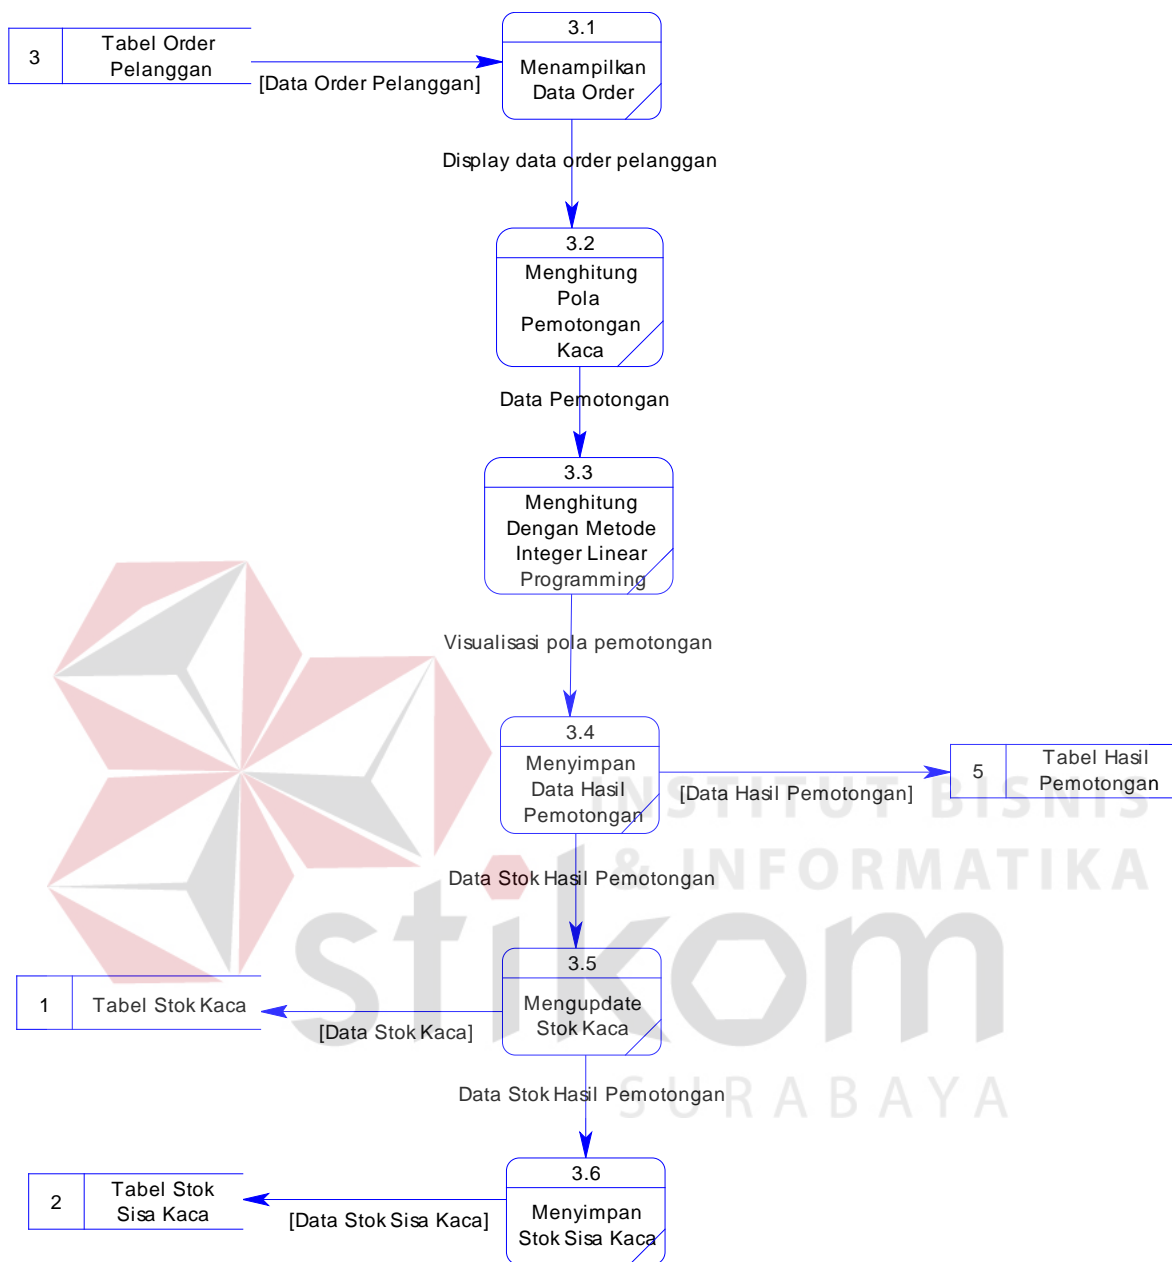 3.1
3
Tabel Order
Pelanggan
[Data Order Pelanggan]
Menampilkan
Data Order
Display data order pelanggan
3.2
Menghitung
Pola
Pemotongan
Kaca
Data Pemotongan
3.3
Menghitung
Dengan Metode
Integer Linear
Programming
Visualisasi pola pemotongan
3.4
Menyimpan
Data Hasil
Pemotongan
[Data Hasil Pemotongan]
5
Tabel Hasil
Pemotongan
INSTITUT BISNIS
& INFORMATIKA
Data Stok Hasil Pemotongan
stikom
3.5
Mengupdate
Stok Kaca
1
Tabel Stok Kaca
[Data Stok Kaca]
Data Stok Hasil Pemotongan
SURABAYA
3.6
Menyimpan
Stok Sisa Kaca
2
Tabel Stok
Sisa Kaca
[Data Stok Sisa Kaca]